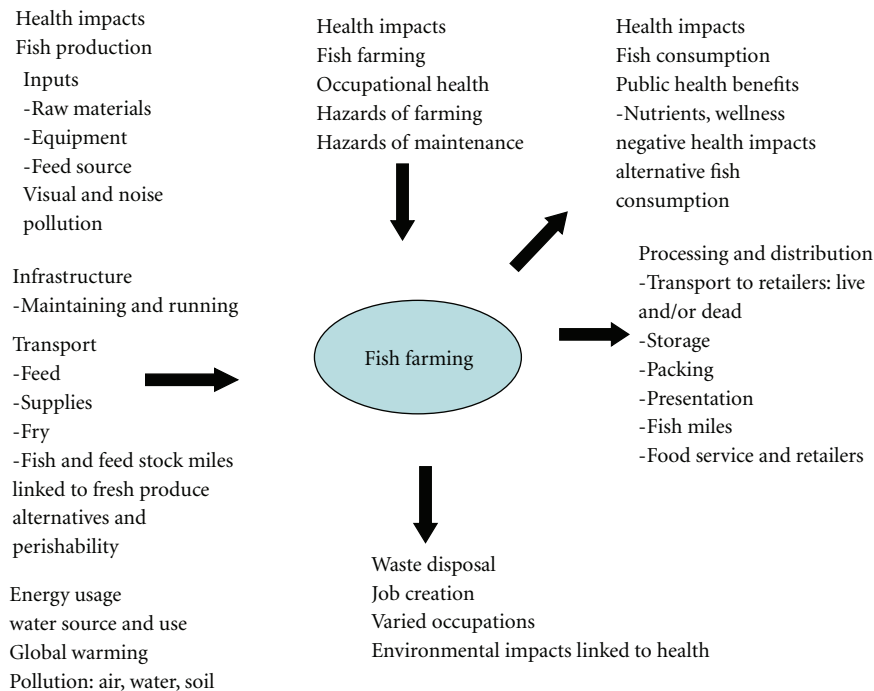 Health impacts
Fish production
Inputs
-Raw materials
-Equipment
-Feed source
Visual and noise
pollution
Infrastructure
-Maintaining and running
Transport
-Feed
-Supplies
-Fry
-Fish and feed stock miles
linked to fresh produce
alternatives and
perishability
Energy usage
water source and use
Global warming
Pollution: air, water, soil
Health impacts
Fish farming
Occupational health
Hazards of farming
Hazards of maintenance
Fish farming
Waste disposal
Job creation
Varied occupations
Environmental impacts linked to health
Health impacts
Fish consumption
Public health benefits
-Nutrients, wellness
negative health impacts
alternative fish
consumption
Processing and distribution
-Transport to retailers: live
and/or dead
-Storage
-Packing
-Presentation
-Fish miles
-Food service and retailers